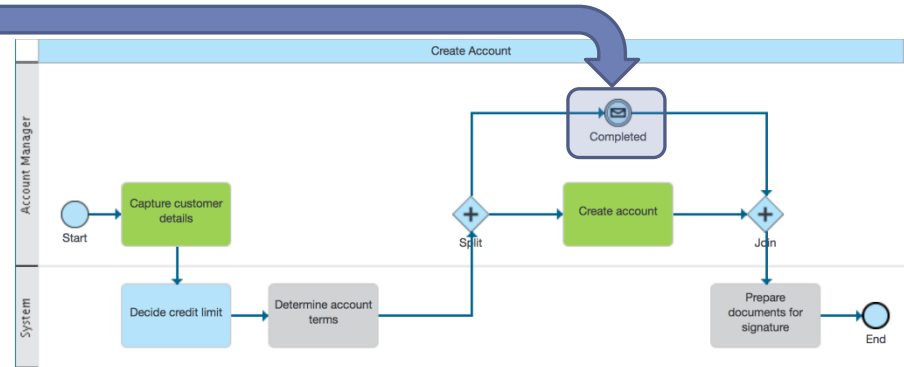 Create Account
Account Manager
Completed
Capture customer
details
Create account
Start
Split
Join
System
Decide credit limit
Determine account
terms
Prepare
documents for
signature
End